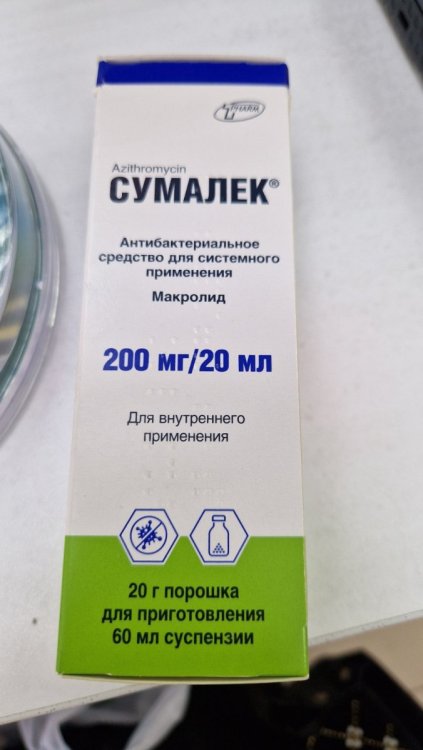 PHARM
Azithromycin
СУМАЛЕК®
Антибактериальное
средство для системного
применения
Макролид
200 мг/20 мл
Для внутреннего
применения
20 г порошка
для приготовления
60 мл суспензии